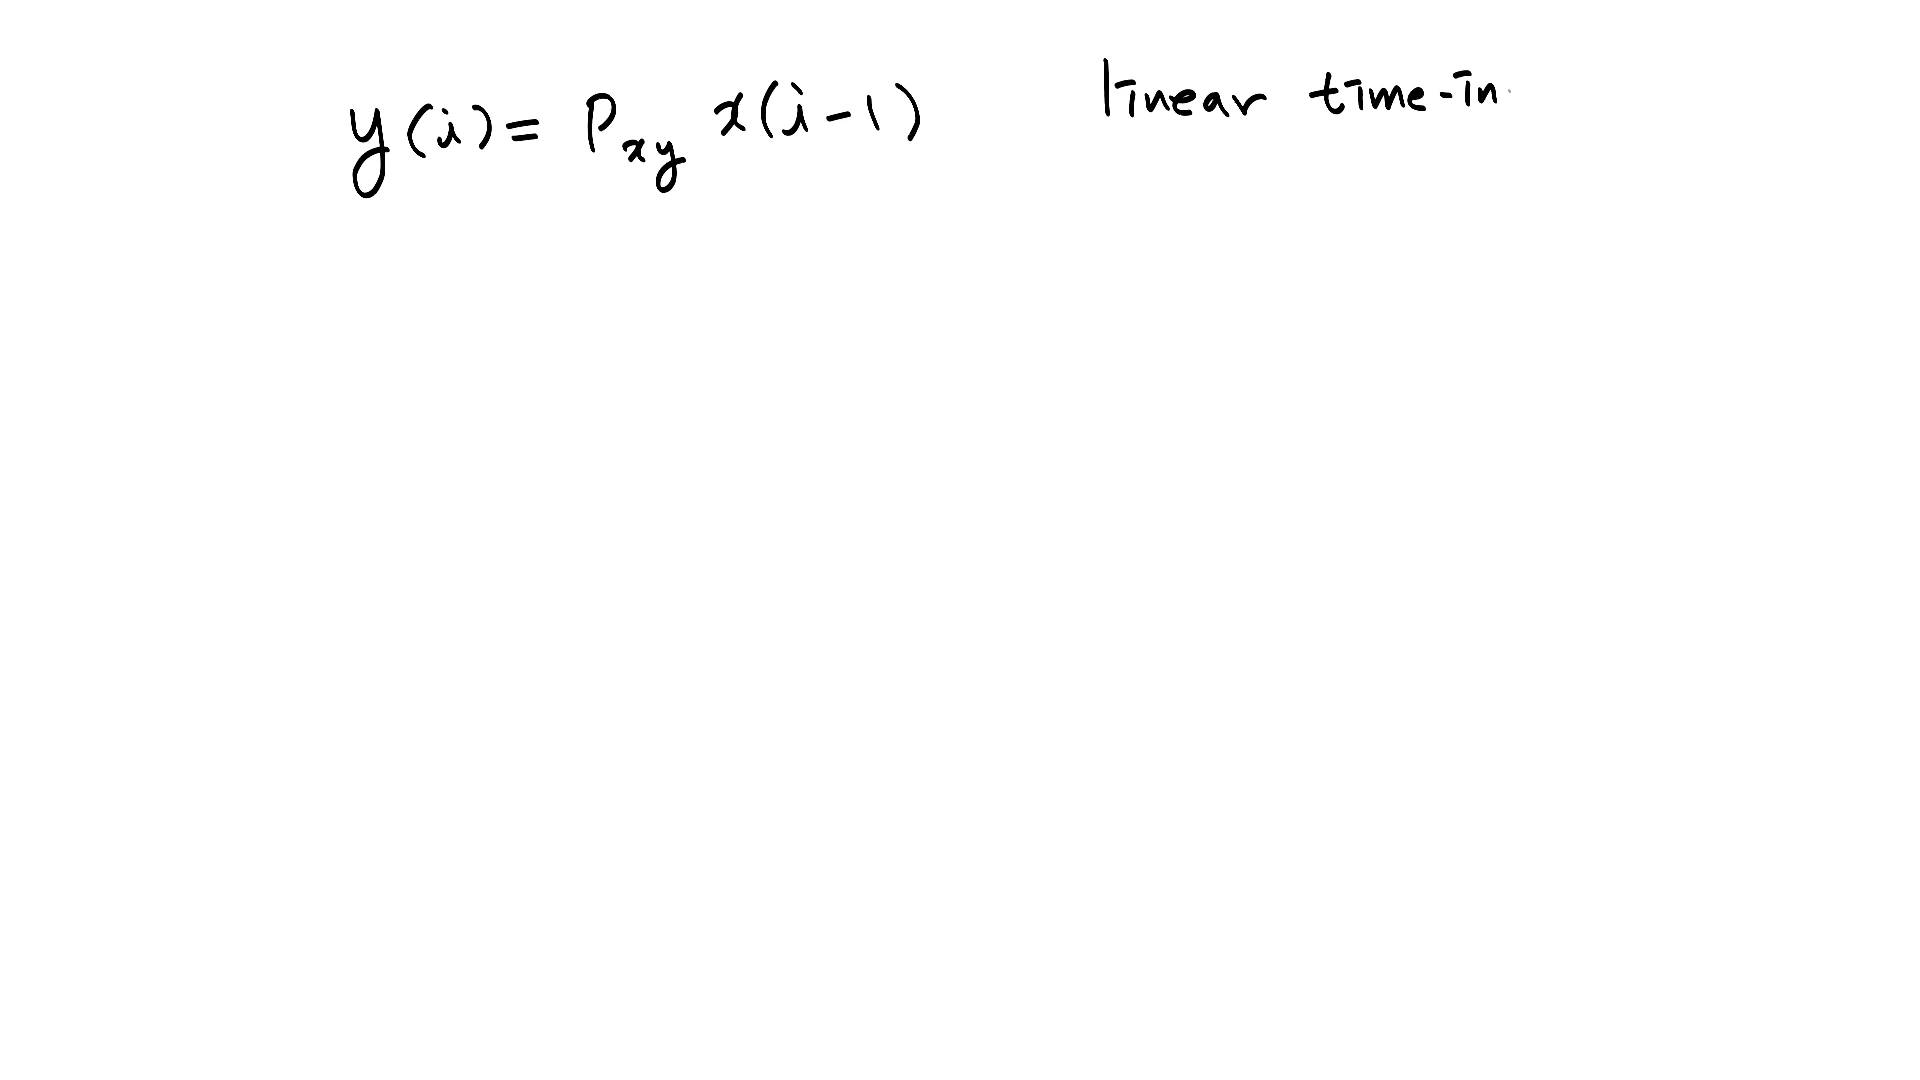 y(i) = P_xy x(i-1)
linear time-in